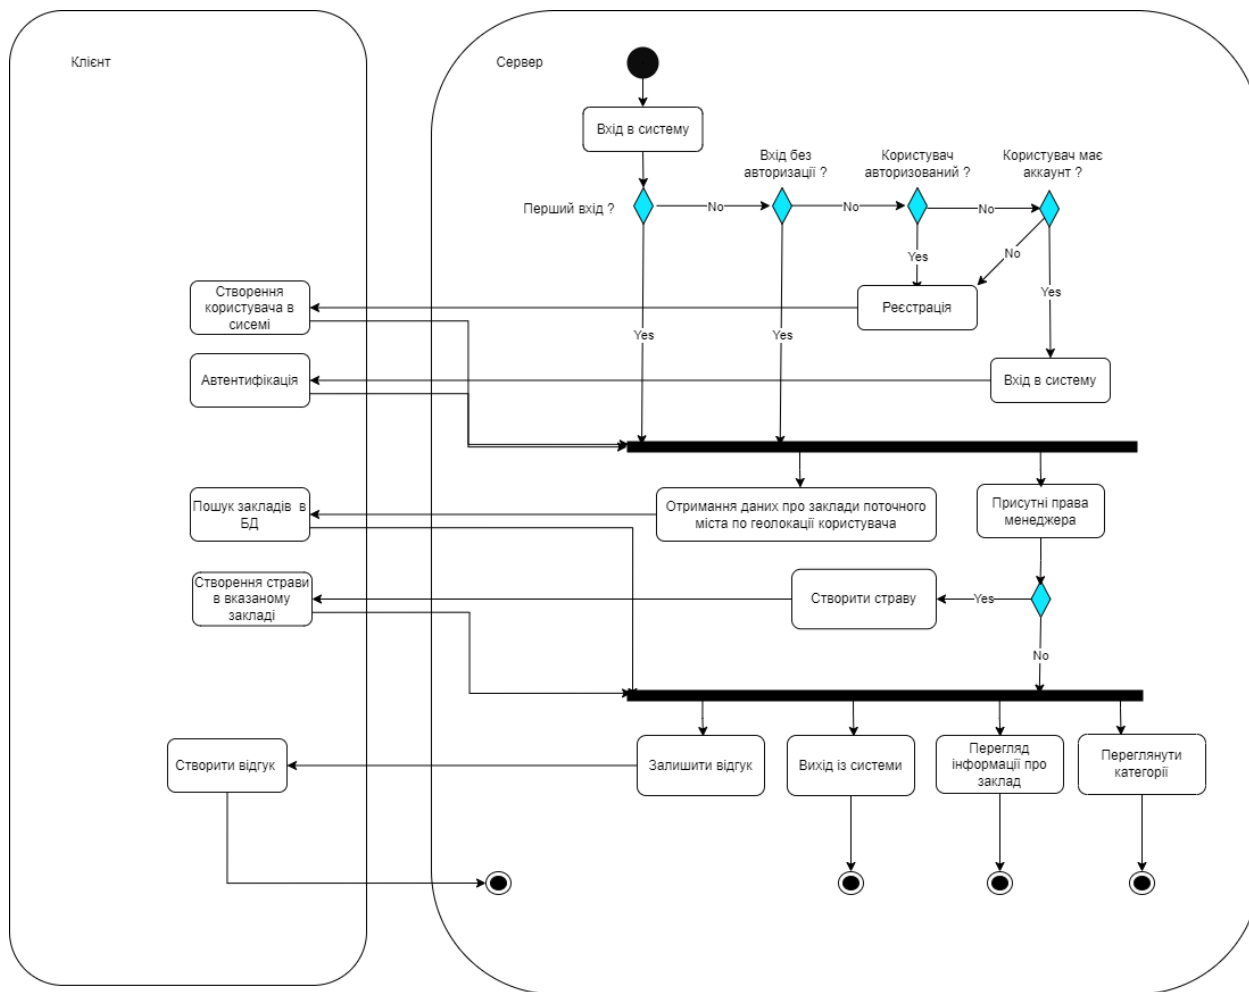 Клієнт
Сервер
Вхід в систему
Вхід без
авторизації ?
Користувач
авторизований ?
Користувач має
аккаунт ?
Перший вхід ?
No
No
No
No
Yes
Yes
Створення
користувача в
сисемі
Реєстрація
Yes
Yes
Автентифікація
Вхід в систему
Пошук закладів в
БД
Отримання даних про заклади поточного
міста по геолокації користувача
Присутні права
менеджера
Створення страви
в вказаному
закладі
Створити страву
Yes
No
Створити відгук
Залишити відгук
Вихід із системи
Перегляд
інформації про
заклад
Переглянути
категорії